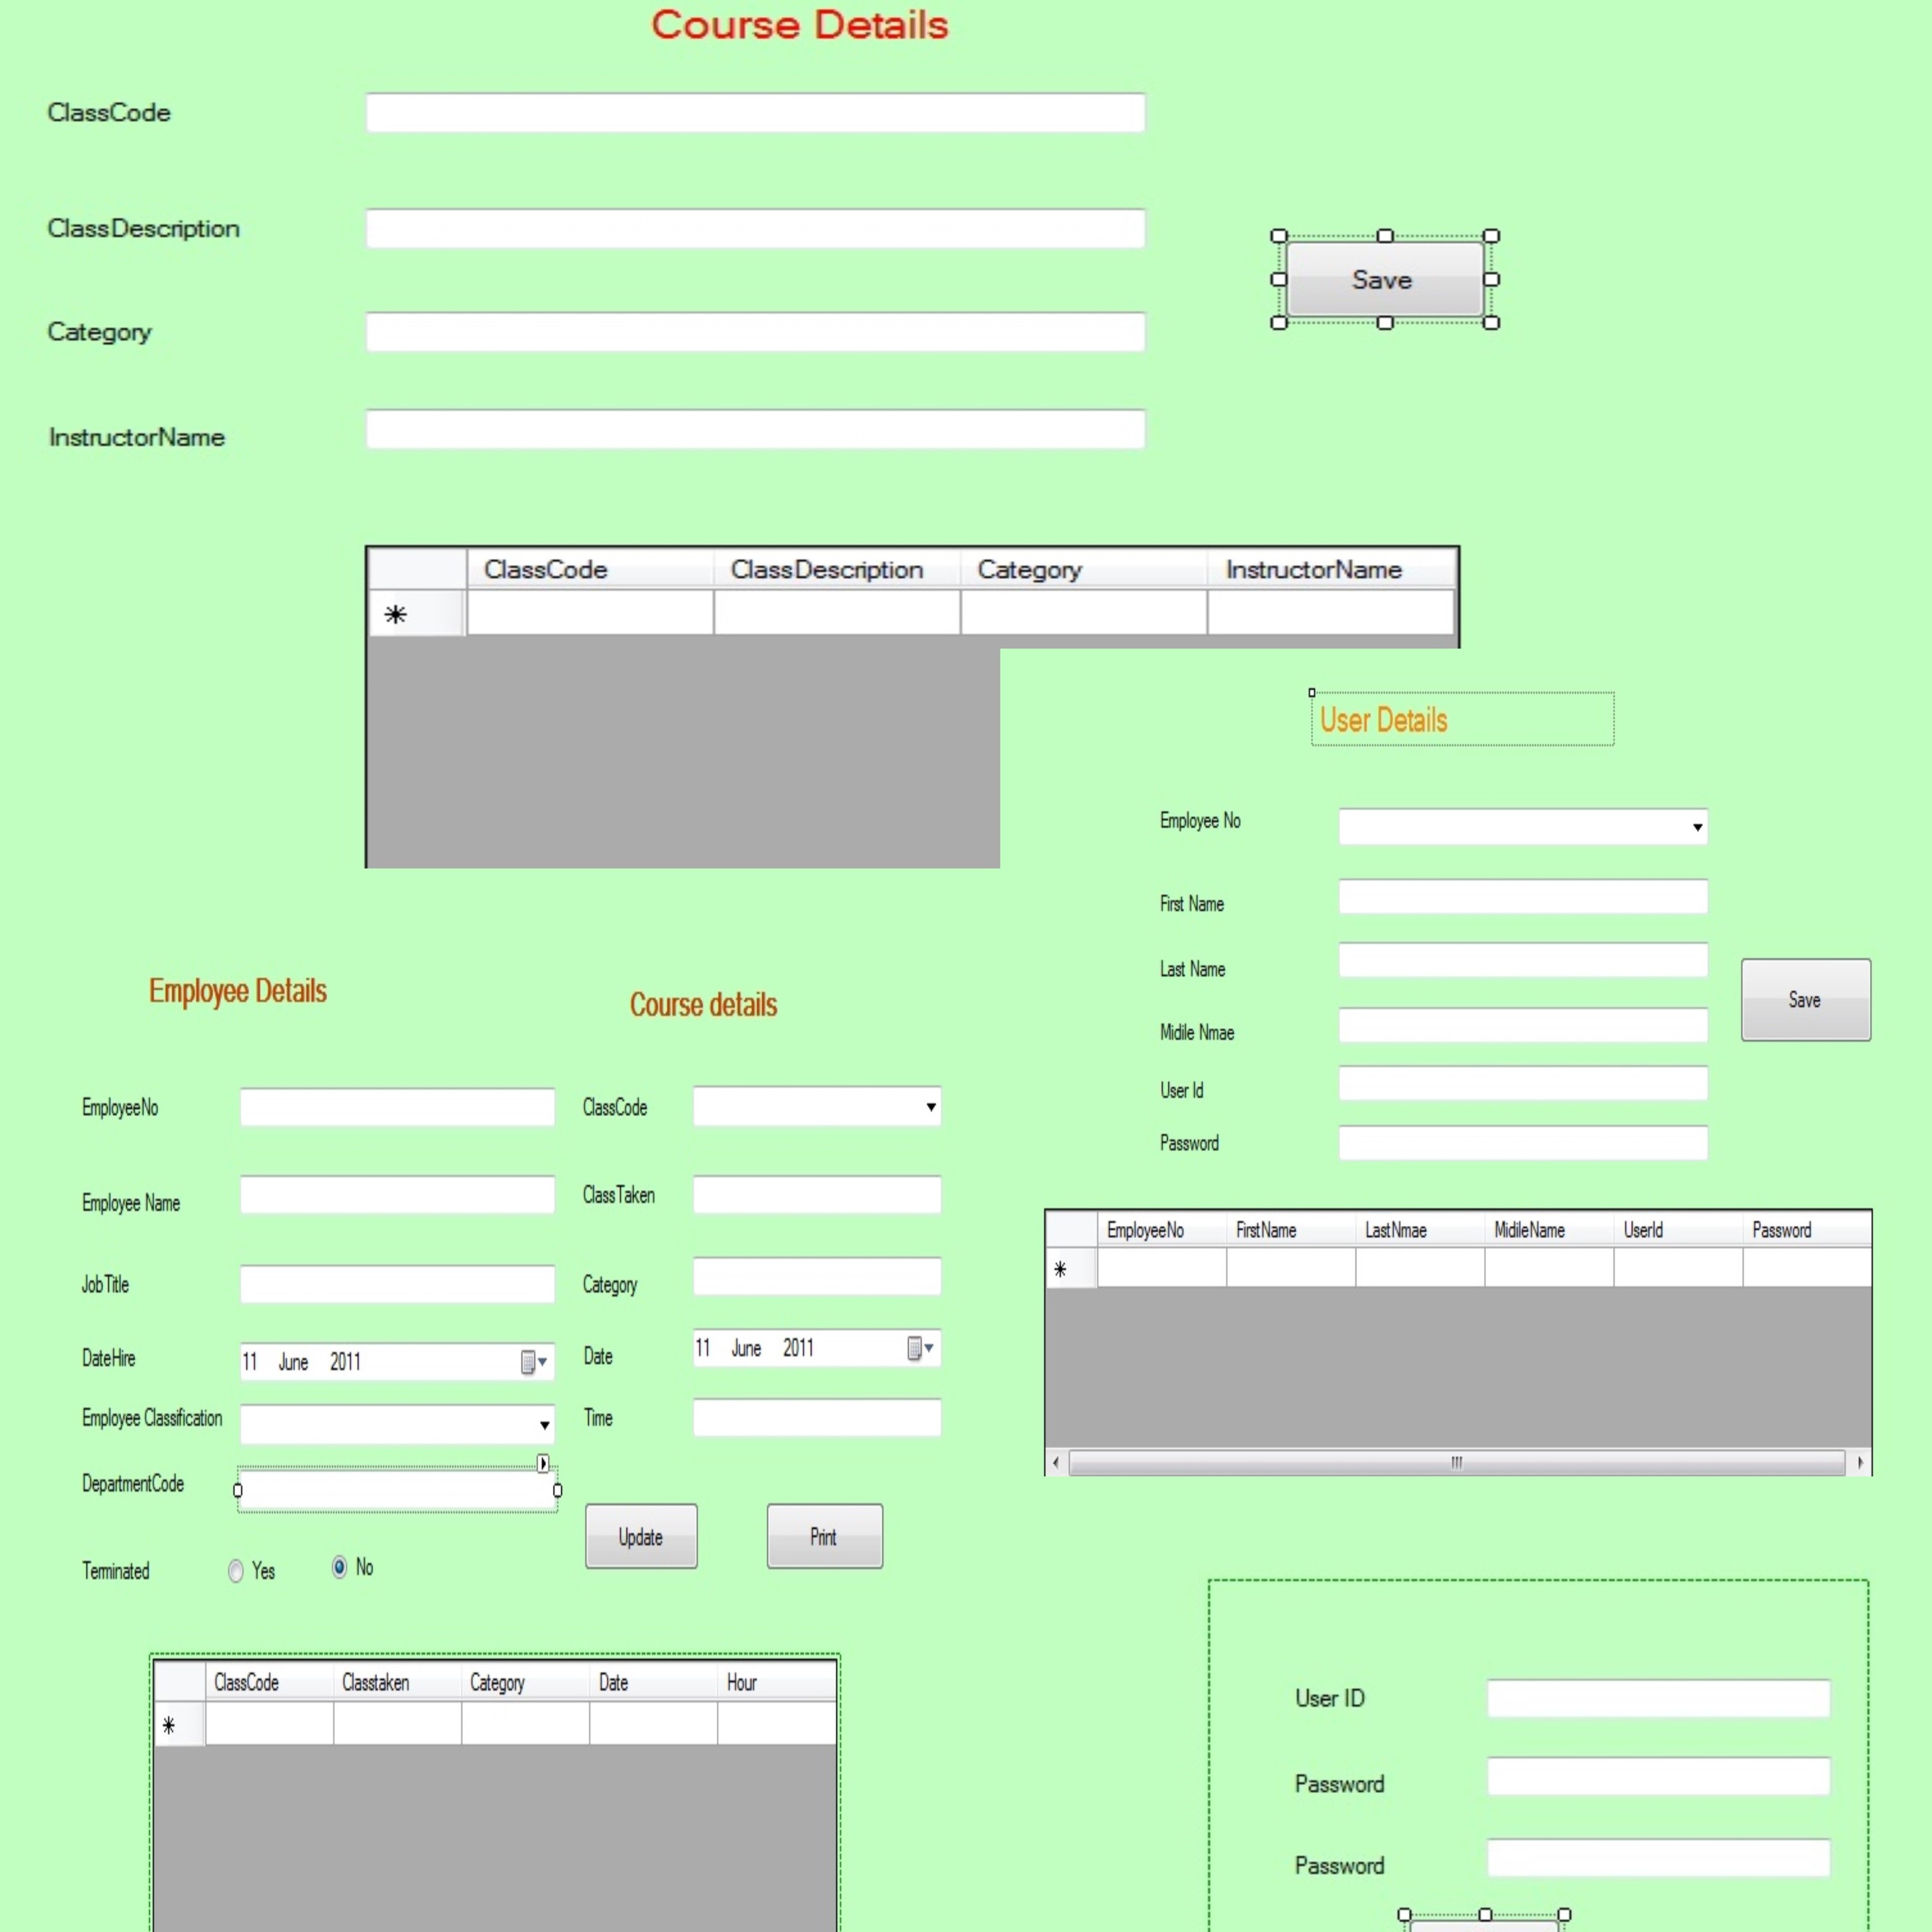 Course Details
ClassCode
ClassDescription
Save
Category
InstructorName
ClassCode ClassDescription Category InstructorName
*
User Details
Employee No
First Name
Last Name
Save
Midile Nmae
User Id
Password
EmployeeNo FirstName LastNmae MidileName UserId Password
*
Employee Details
EmployeeNo
Employee Name
JobTitle
DateHire 11 June 2011
Employee Classification
DepartmentCode
Terminated Yes No
Course details
ClassCode
ClassTaken
Category
Date 11 June 2011
Time
Update Print
ClassCode Classtaken Category Date Hour
*
User ID
Password
Password